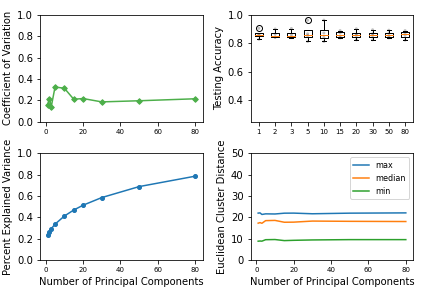 Coefficient of Variation
1.0
0.8
0.6
0.4
0.2
0.0
0 20 40 60 80
Testing Accuracy
1.0
0.8
0.6
0.4
1 2 3 5 10 15 20 30 50 80
Percent Explained Variance
1.0
0.8
0.6
0.4
0.2
0.0
0 20 40 60 80
Number of Principal Components
Euclidean Cluster Distance
50
40
30
20
10
0
max
median
min
0 20 40 60 80
Number of Principal Components